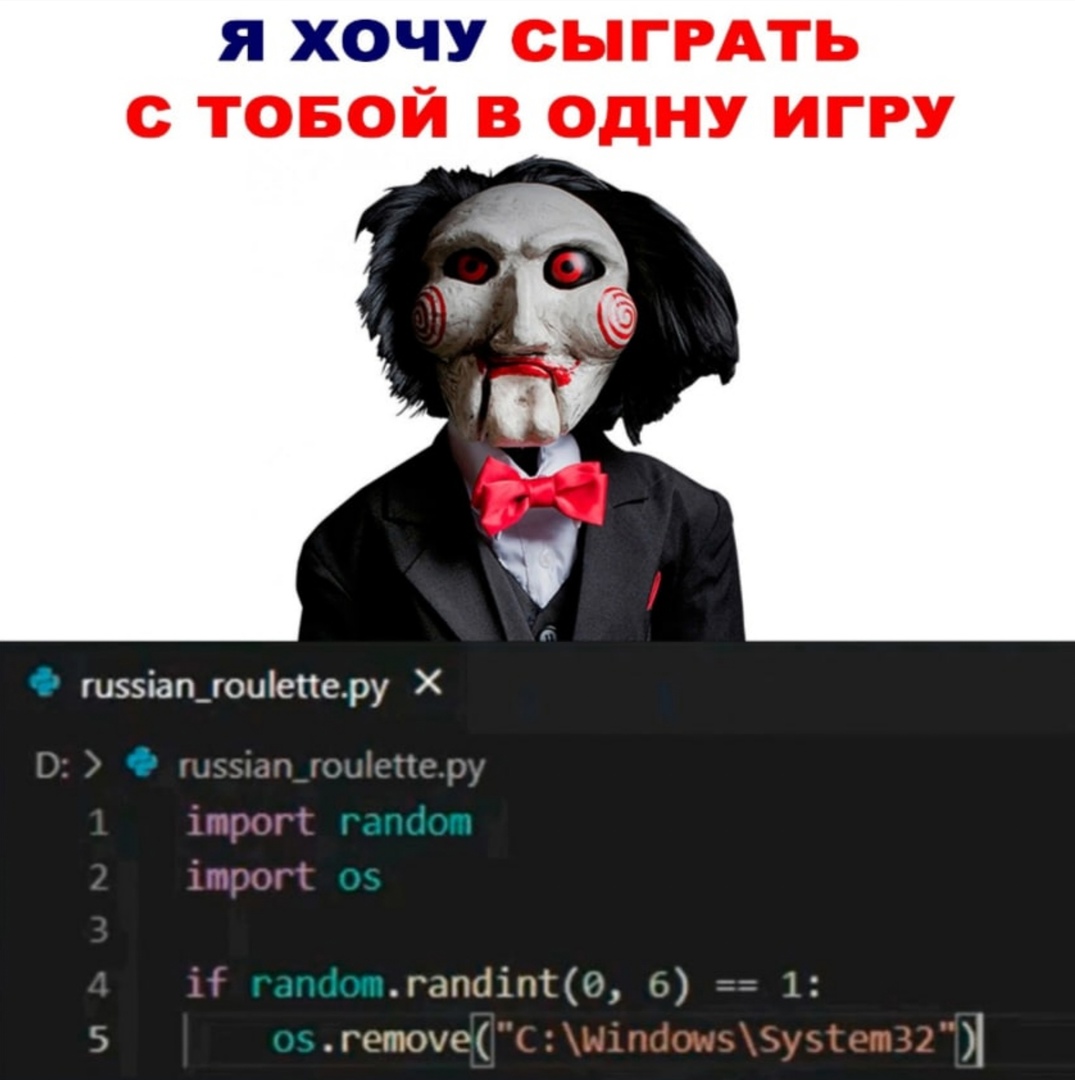 Я ХОЧУ СЫГРАТЬ
С ТОБОЙ В ОДНУ ИГРУ
russian_roulette.py ×
D: > russian_roulette.py
1 import random
2 import os
3
4 if random.randint(0, 6) == 1:
5 os.remove("C:\Windows\System32")